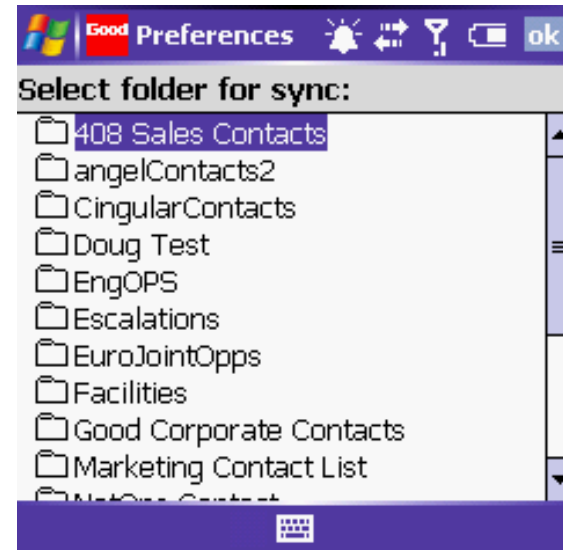 Good Preferences ok
Select folder for sync:
408 Sales Contacts
angelContacts2
CingularContacts
Doug Test
EngOPS
Escalations
EuroJointOpps
Facilities
Good Corporate Contacts
Marketing Contact List